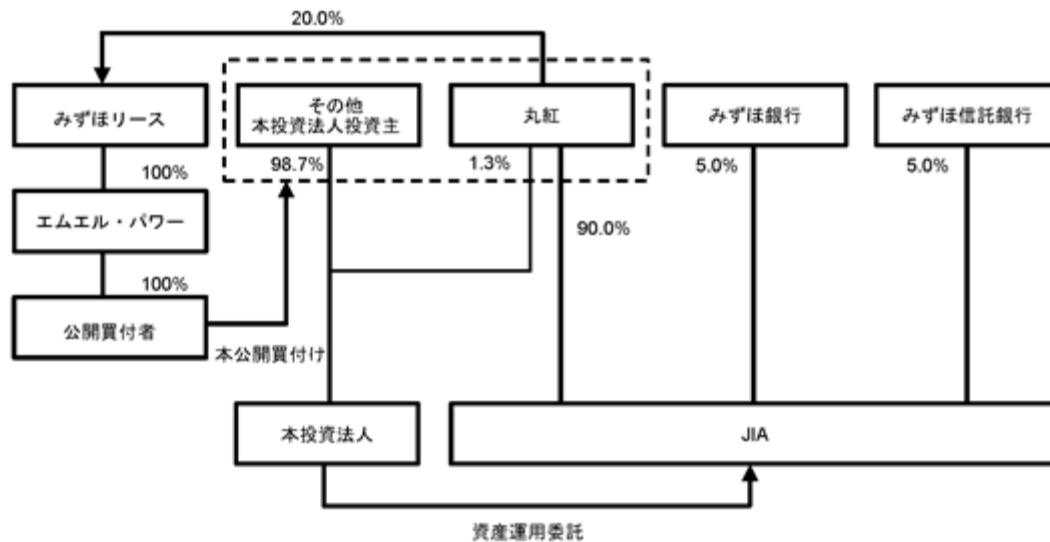 20.0%
みずほリース
その他
本投資法人投資主
丸紅
みずほ銀行
みずほ信託銀行
100%
98.7%
1.3%
5.0%
5.0%
エムエル・パワー
90.0%
100%
公開買付者
本公開買付け
本投資法人
JIA
資産運用委託